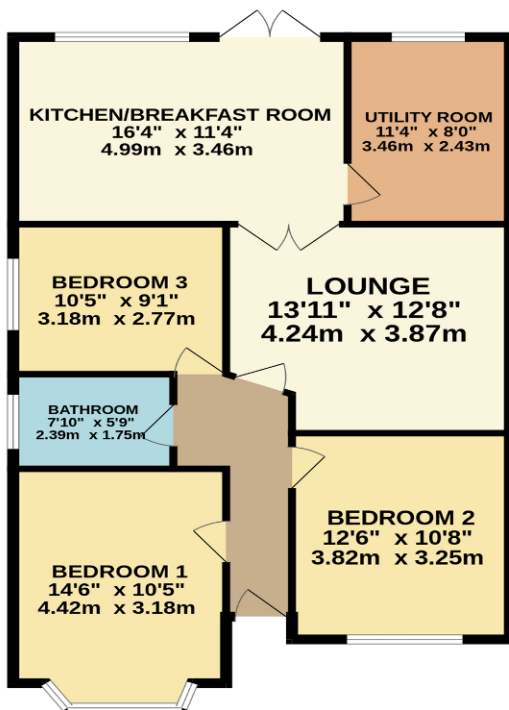 KITCHEN/BREAKFAST ROOM
16'4" x 11'4"
4.99m x 3.46m
UTILITY ROOM
11'4" x 8'0"
3.46m x 2.43m
BEDROOM 3
10'5" x 9'1"
3.18m x 2.77m
LOUNGE
13'11" x 12'8"
4.24m x 3.87m
BATHROOM
7'10" x 5'9"
2.39m x 1.75m
BEDROOM 2
12'6" x 10'8"
3.82m x 3.25m
BEDROOM 1
14'6" x 10'5"
4.42m x 3.18m